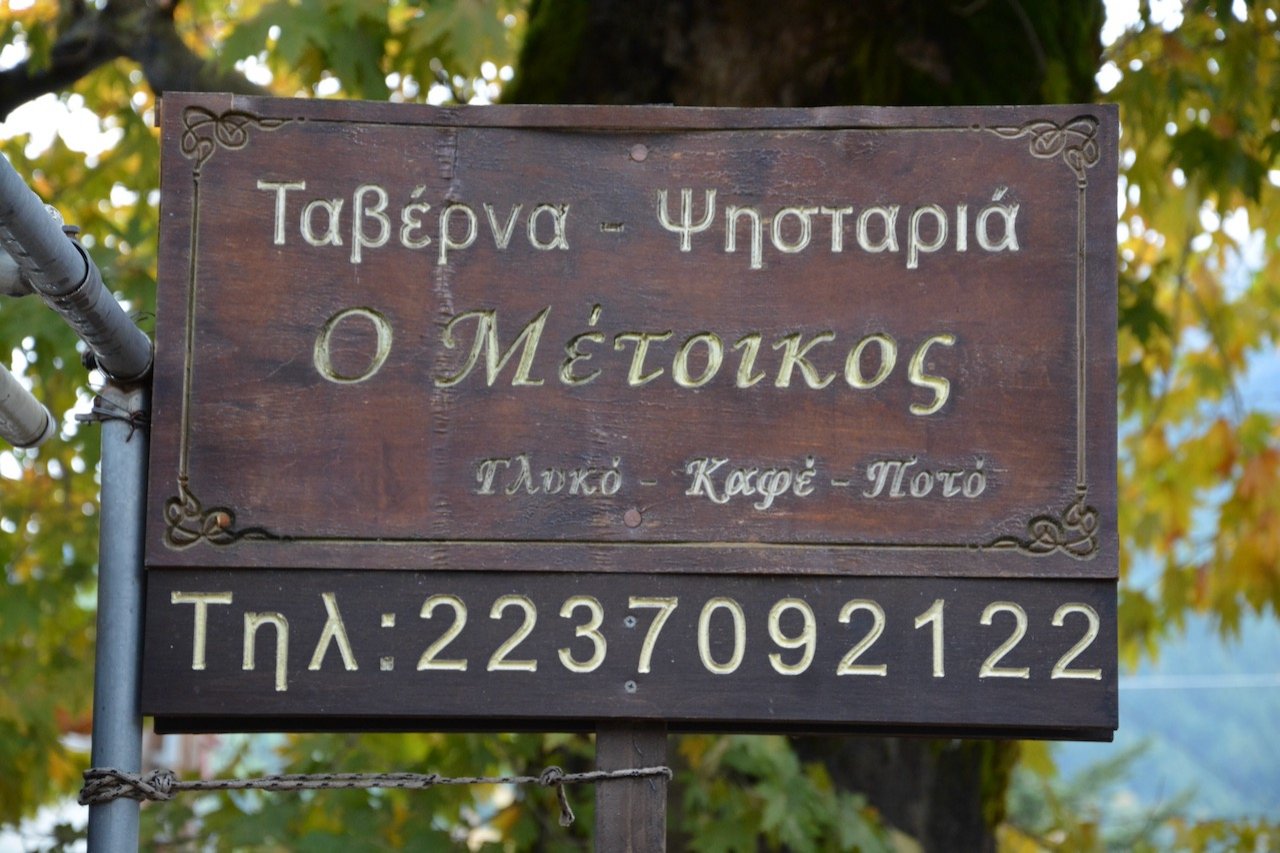 Ταβέρνα - Ψησταριά
Ο Μέτοικος
Γλυκό - Καφέ - Ποτό
Τηλ:2237092122